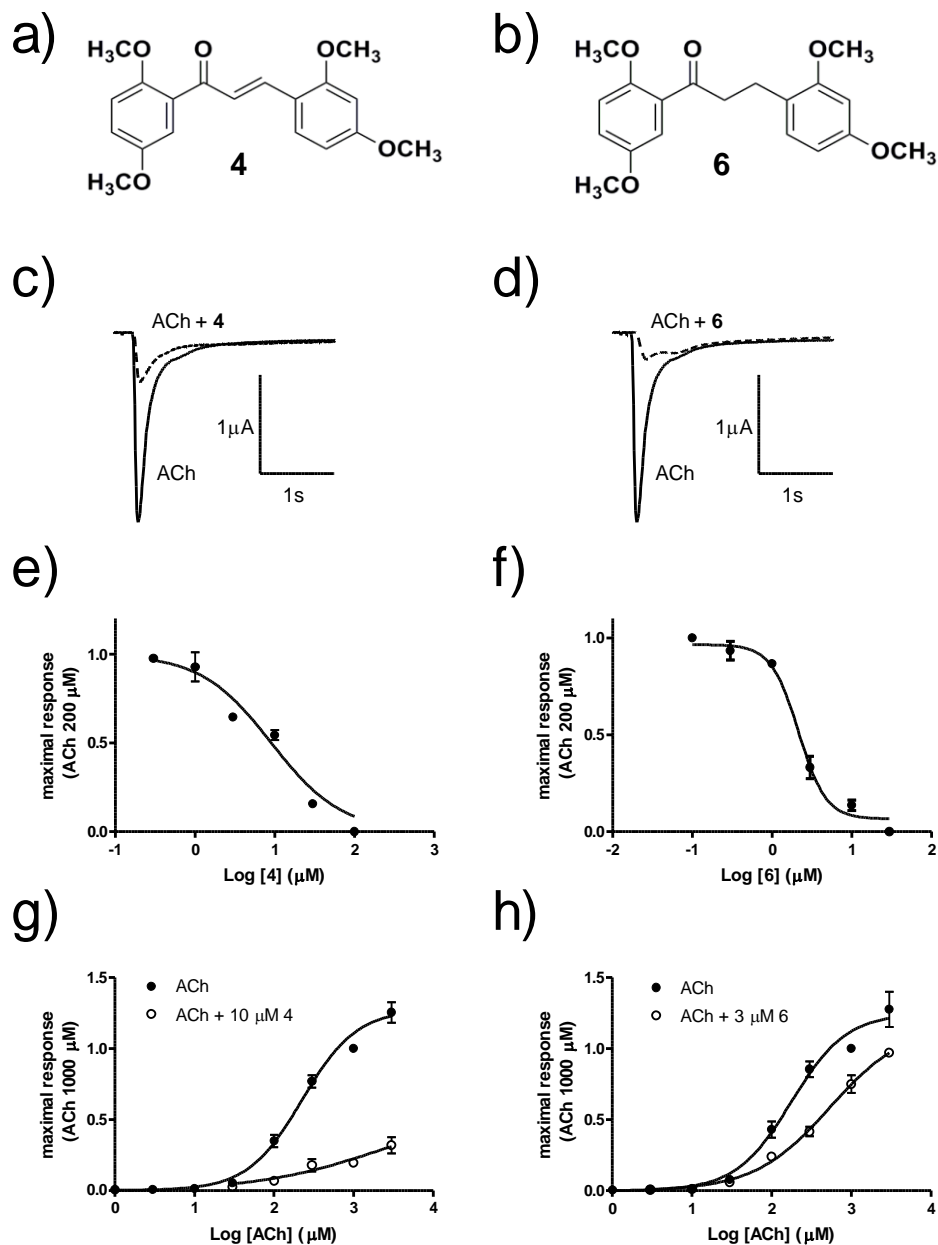 a)
H₃CO O OCH₃
OCH₃
H₃CO
4
b)
H₃CO O OCH₃
OCH₃
H₃CO
6
c)
ACh + 4
1μA
ACh
1s
d)
ACh + 6
1μA
ACh
1s
e)
maximal response
(ACh 200 μM)
1.0
0.5
0.0
-1 0 1 2 3
Log [4] (μM)
f)
maximal response
(ACh 200 μM)
1.0
0.5
0.0
-2 -1 0 1 2
Log [6] (μM)
g)
maximal response
(ACh 1000 μM)
1.5
1.0
0.5
0.0
ACh
ACh + 10 μM 4
0 1 2 3 4
Log [ACh] (μM)
h)
maximal response
(ACh 1000 μM)
1.5
1.0
0.5
0.0
ACh
ACh + 3 μM 6
0 1 2 3 4
Log [ACh] (μM)